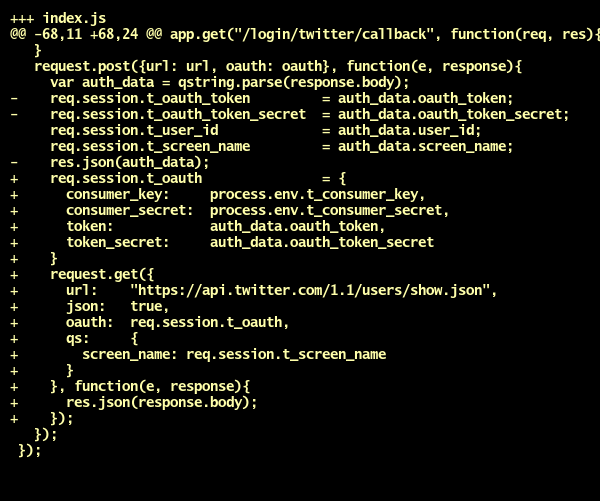 +++ index.js
@@ -68,11 +68,24 @@ app.get("/login/twitter/callback", function(req, res){
   }
   request.post({url: url, oauth: oauth}, function(e, response){
     var auth_data = qstring.parse(response.body);
-    req.session.t_oauth_token         = auth_data.oauth_token;
-    req.session.t_oauth_token_secret  = auth_data.oauth_token_secret;
     req.session.t_user_id             = auth_data.user_id;
     req.session.t_screen_name         = auth_data.screen_name;
-    res.json(auth_data);
+    req.session.t_oauth               = {
+      consumer_key:     process.env.t_consumer_key,
+      consumer_secret:  process.env.t_consumer_secret,
+      token:            auth_data.oauth_token,
+      token_secret:     auth_data.oauth_token_secret
+    }
+    request.get({
+      url:    "https://api.twitter.com/1.1/users/show.json",
+      json:   true,
+      oauth:  req.session.t_oauth,
+      qs:     {
+        screen_name: req.session.t_screen_name
+      }
+    }, function(e, response){
+      res.json(response.body);
+    });
   });
 });